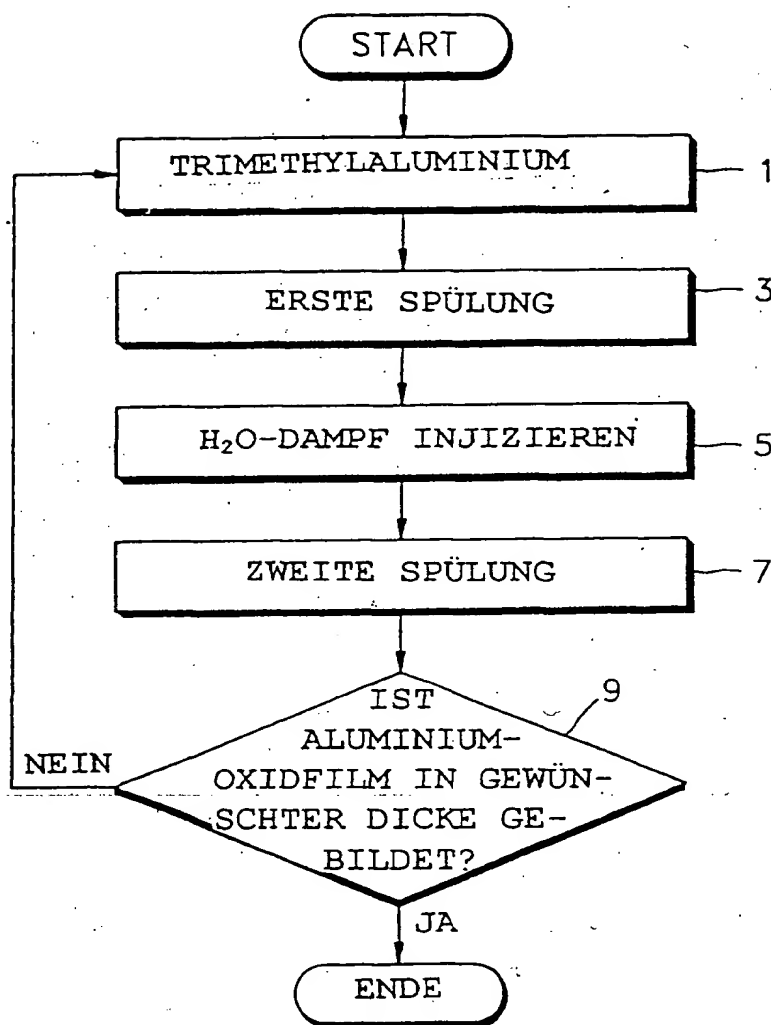 START
TRIMETHYLALUMINIUM
1
ERSTE SPÜLUNG
3
H₂O-DAMPF INJIZIEREN
5
ZWEITE SPÜLUNG
7
IST
ALUMINIUM-
OXIDFILM IN GEWÜN-
SCHTER DICKE GE-
BILDET?
9
NEIN
JA
ENDE